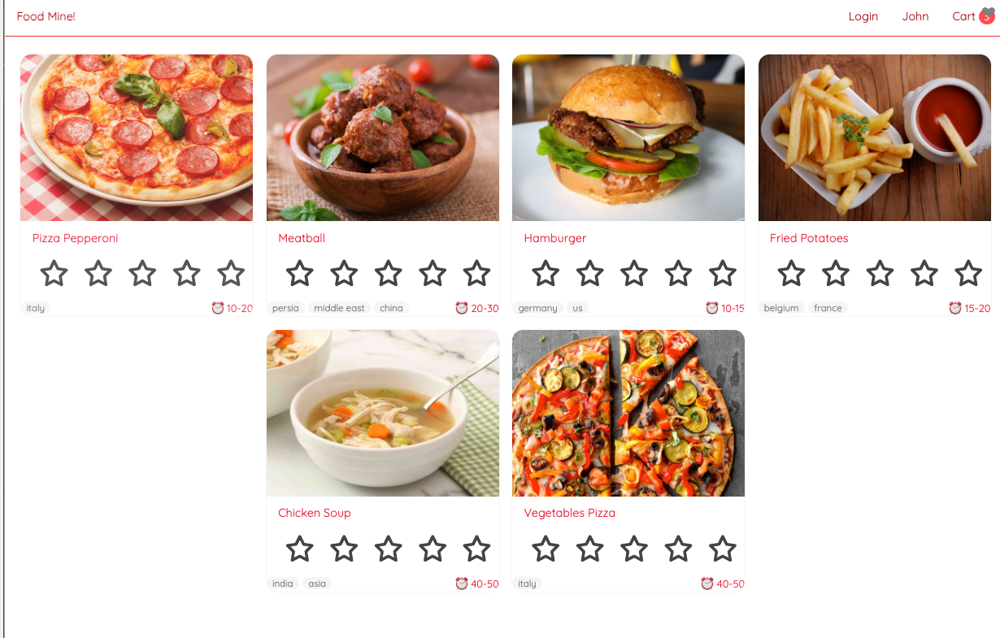 Food Mine!
Login John Cart
Pizza Pepperoni
italy ⏰ 10-20
Meatball
persia middle east china ⏰ 20-30
Hamburger
germany us ⏰ 10-15
Fried Potatoes
belgium france ⏰ 15-20
Chicken Soup
india asia ⏰ 40-50
Vegetables Pizza
italy ⏰ 40-50